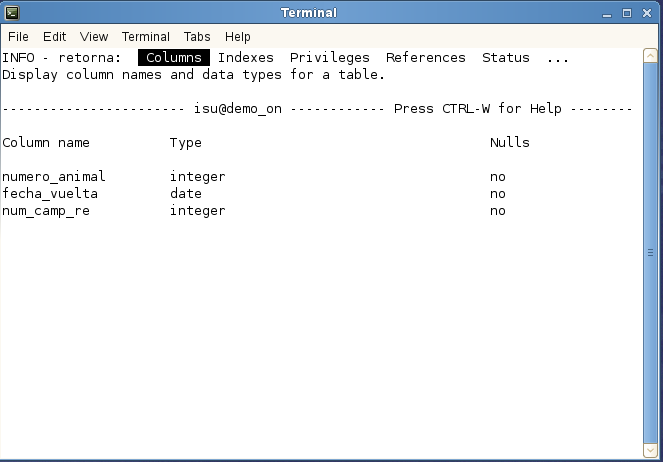 Terminal
File Edit View Terminal Tabs Help
INFO - retorna: Columns Indexes Privileges References Status ...
Display column names and data types for a table.
----------------------- isu@demo_on ------------ Press CTRL-W for Help --------
Column name Type Nulls
numero_animal integer no
fecha_vuelta date no
num_camp_re integer no